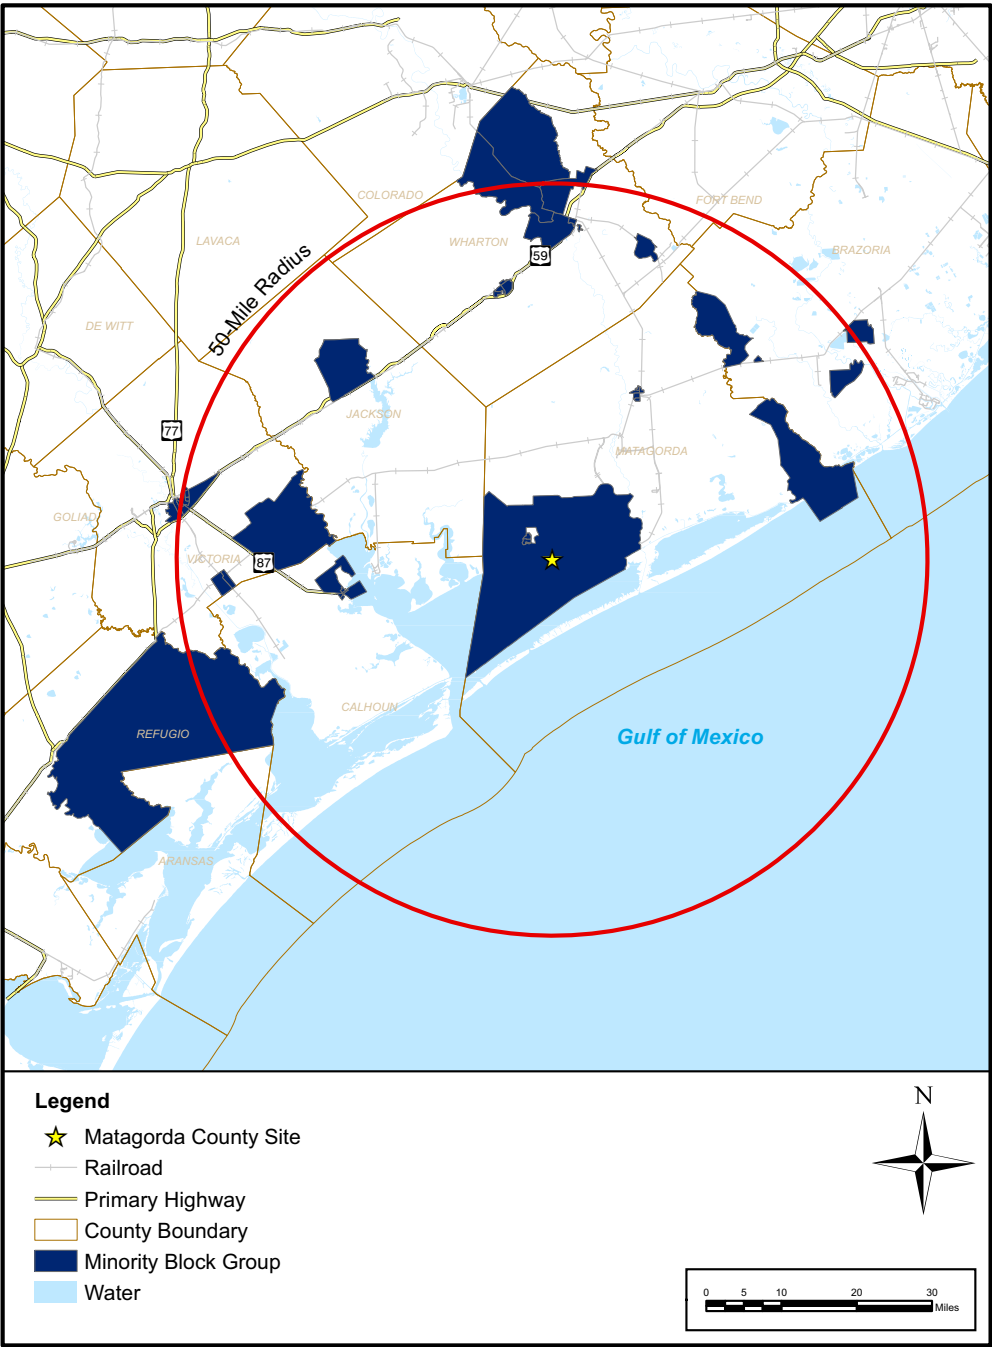 COLORADO
FORT BEND
LAVACA
WHARTON
BRAZORIA
59
50-Mile Radius
DE WITT
JACKSON
77
MATAGORDA
GOLIAD
VICTORIA
87
CALHOUN
REFUGIO
Gulf of Mexico
ARANSAS
Legend
Matagorda County Site
Railroad
Primary Highway
County Boundary
Minority Block Group
Water
N
0 5 10 20 30
Miles